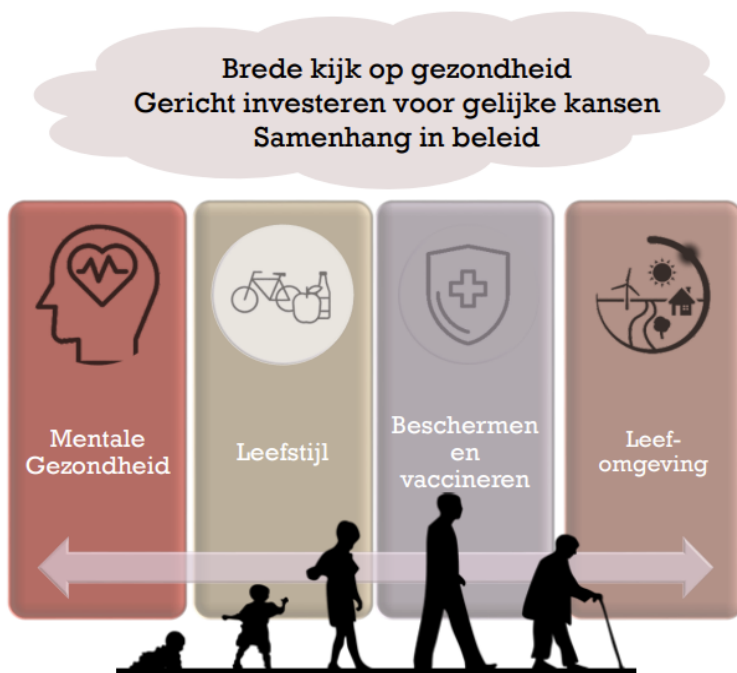 Brede kijk op gezondheid
Gericht investeren voor gelijke kansen
Samenhang in beleid
Mentale
Gezondheid
Leefstijl
Beschermen
en
vaccineren
Leef-
omgeving